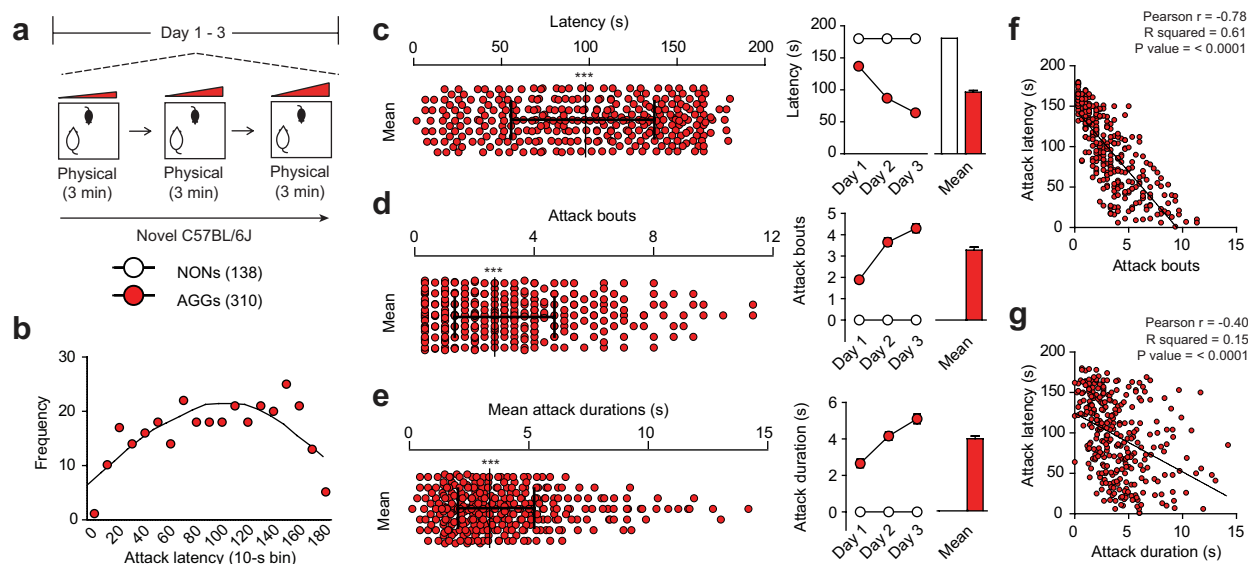 a
Day 1 - 3
Physical
(3 min)
Physical
(3 min)
Physical
(3 min)
Novel C57BL/6J
NONs (138)
AGGs (310)
b
30
20
10
0
Frequency
0
20
40
60
80
100
120
140
160
180
Attack latency (10-s bin)
c
Latency (s)
0
50
100
150
200
***
Mean
200
150
100
50
0
Latency (s)
Day 1
Day 2
Day 3
Mean
d
Attack bouts
0
4
8
12
***
Mean
5
4
3
2
1
0
Attack bouts
Day 1
Day 2
Day 3
Mean
e
Mean attack durations (s)
0
5
10
15
***
Mean
6
4
2
0
Attack duration (s)
Day 1
Day 2
Day 3
Mean
f
Pearson r = -0.78
R squared = 0.61
P value = < 0.0001
200
150
100
50
0
Attack latency (s)
0
5
10
15
Attack bouts
g
Pearson r = -0.40
R squared = 0.15
P value = < 0.0001
200
150
100
50
0
Attack latency (s)
0
5
10
15
Attack duration (s)